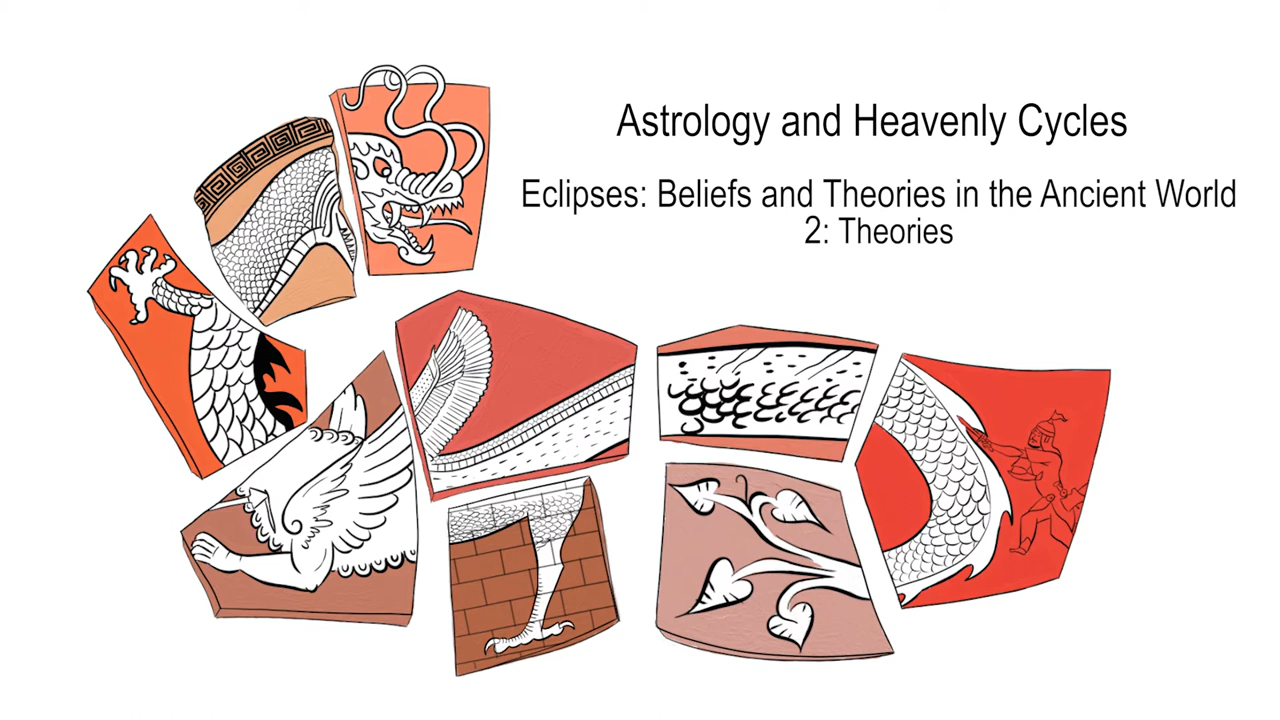 Astrology and Heavenly Cycles
Eclipses: Beliefs and Theories in the Ancient World
2: Theories